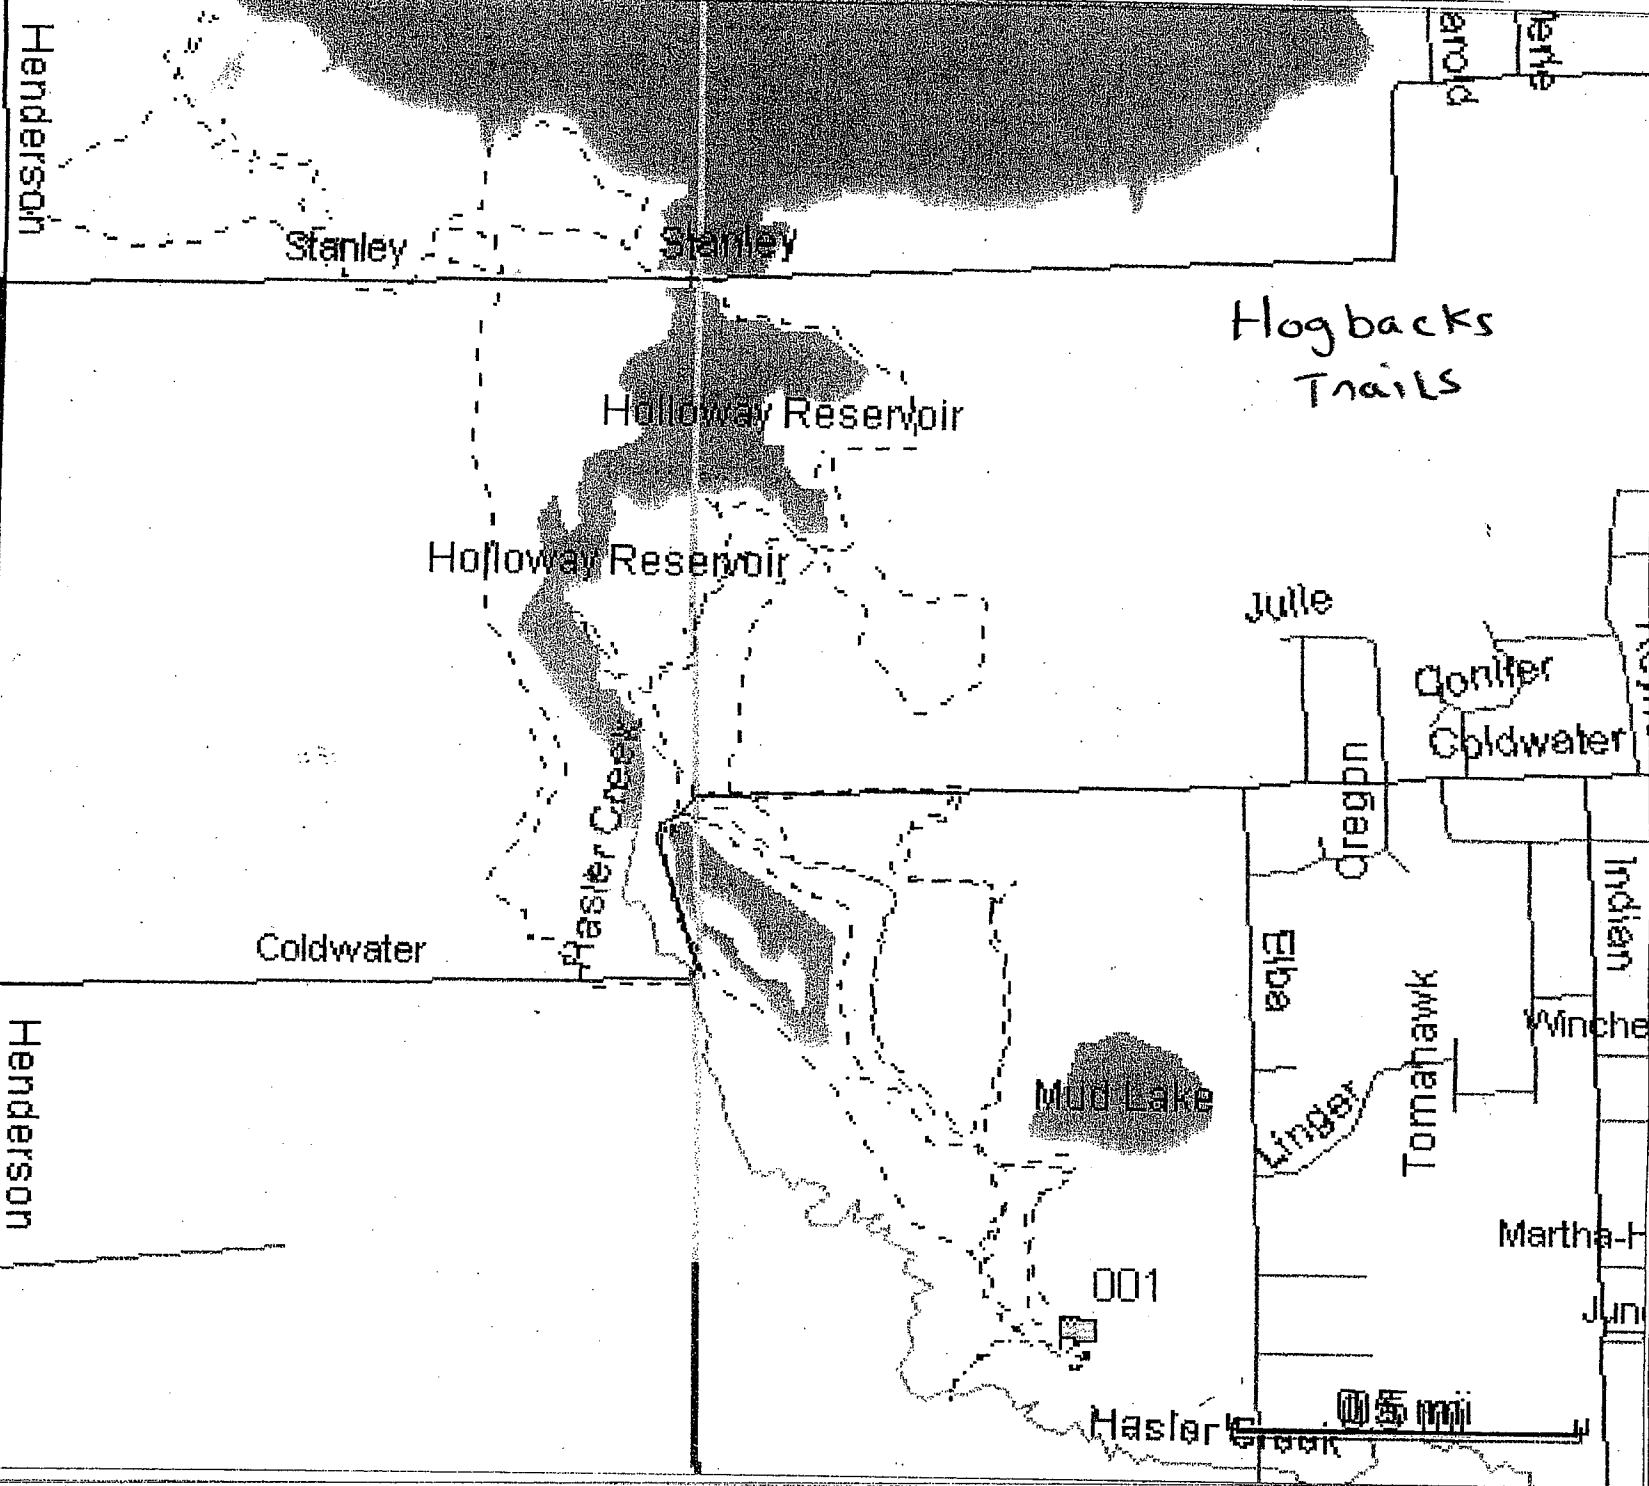 Henderson
Stanley
Stanley
Hogbacks
Trails
Holloway Reservoir
Holloway Reservoir
Julie
Conifer
Coldwater
Oregon
Hasler Creek
Coldwater
Elba
Indien
Tomahawk
Winche
Mud Lake
Linger
Henderson
Martha-H
001
Hasler Creek